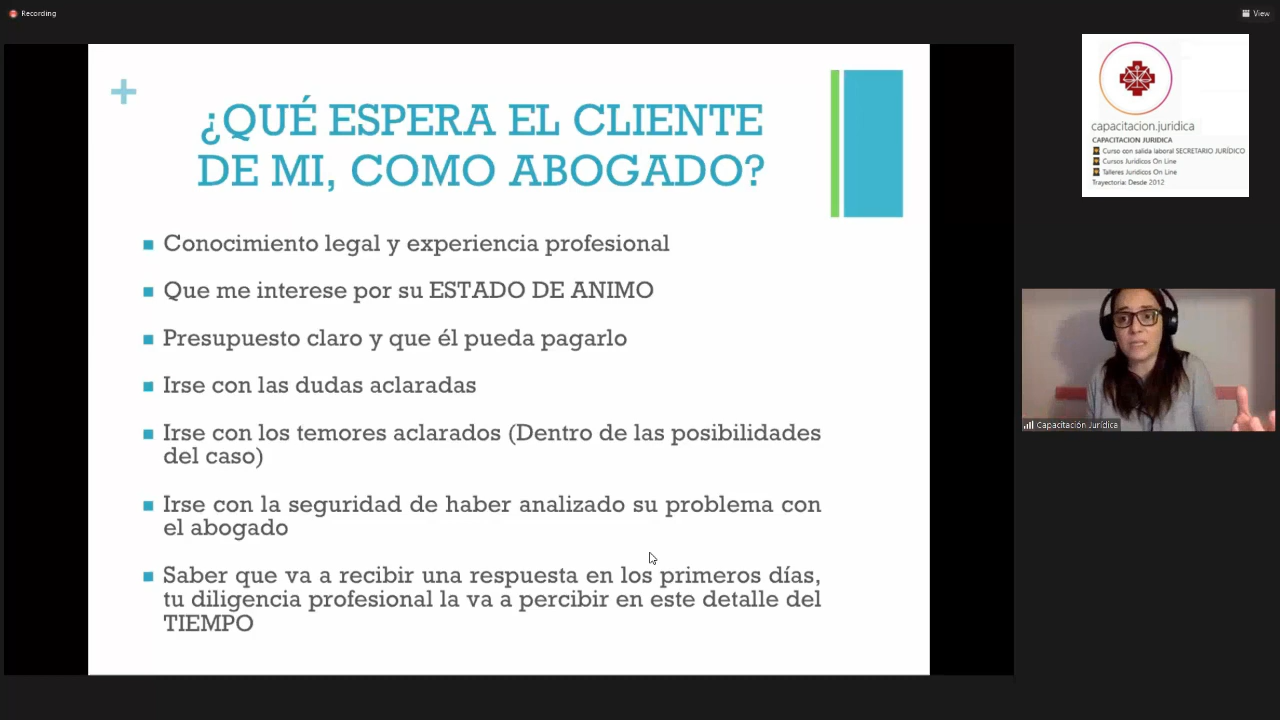 Recording
View
¿QUÉ ESPERA EL CLIENTE
DE MI, COMO ABOGADO?
Conocimiento legal y experiencia profesional
Que me interese por su ESTADO DE ANIMO
Presupuesto claro y que él pueda pagarlo
Irse con las dudas aclaradas
Irse con los temores aclarados (Dentro de las posibilidades
del caso)
Irse con la seguridad de haber analizado su problema con
el abogado
Saber que va a recibir una respuesta en los primeros días,
tu diligencia profesional la va a percibir en este detalle del
TIEMPO
capacitacion.juridica
CAPACITACION JURIDICA
Curso con salida laboral SECRETARIO JURÍDICO
Cursos Juridicos On Line
Talleres Juridicos On Line
Trayectoria: Desde 2012
Capacitación Jurídica